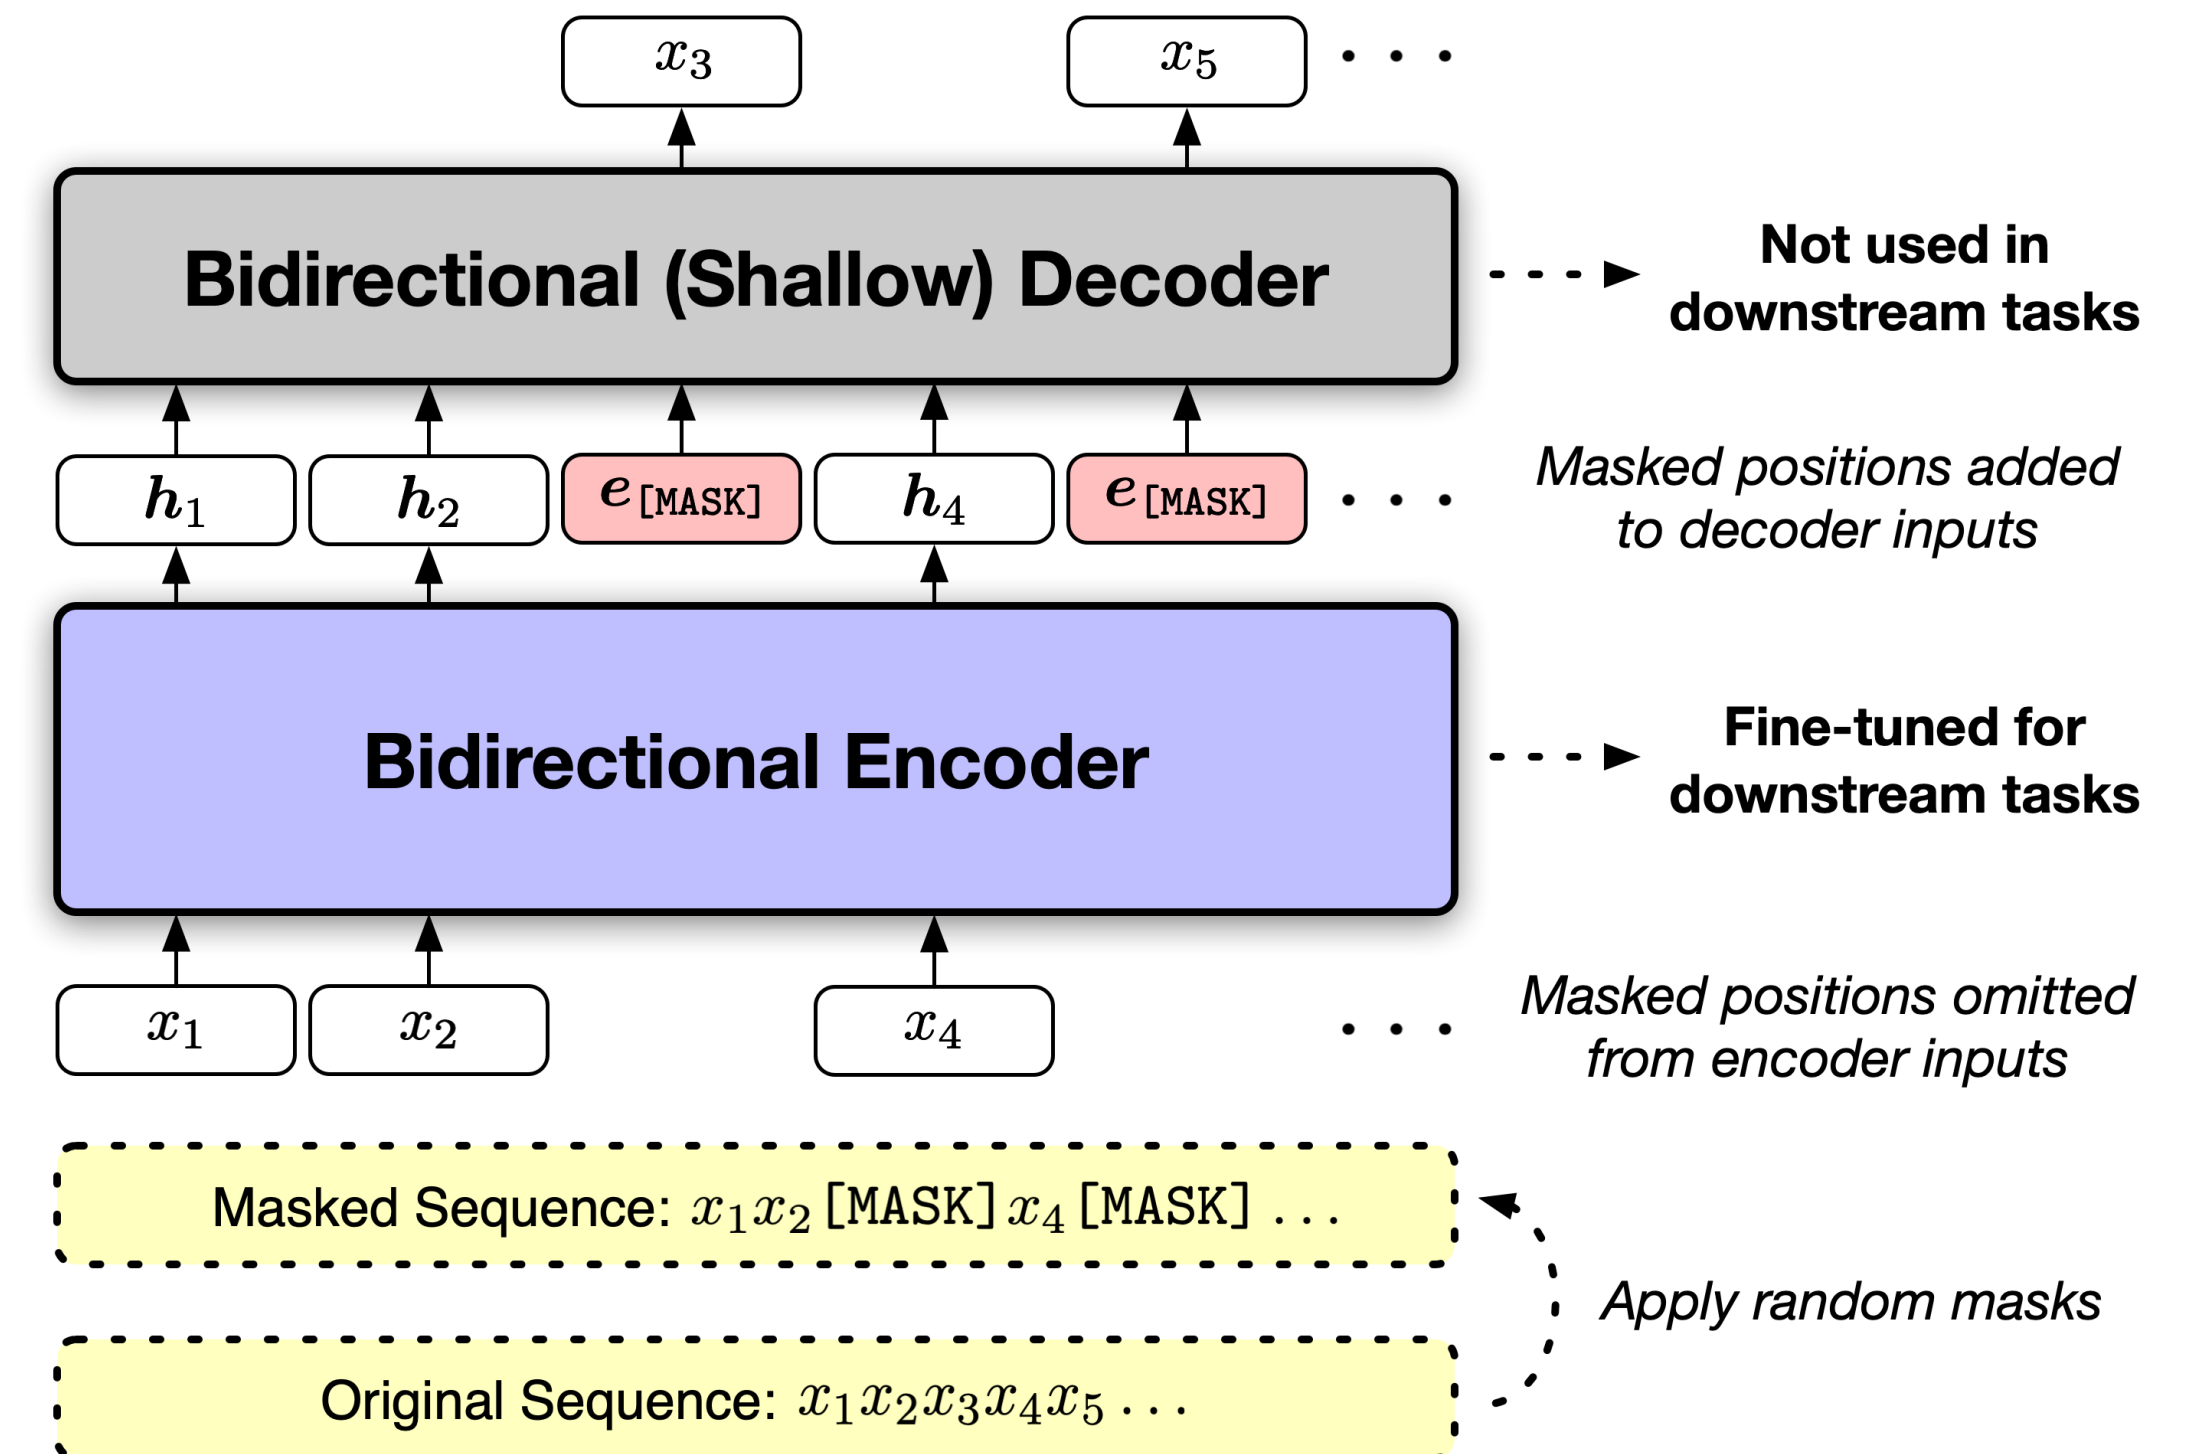 x₃ x₅ . . .
Bidirectional (Shallow) Decoder
Not used in
downstream tasks
h₁ h₂ e[MASK] h₄ e[MASK] . . .
Masked positions added
to decoder inputs
Bidirectional Encoder
Fine-tuned for
downstream tasks
x₁ x₂ x₄ . . .
Masked positions omitted
from encoder inputs
Masked Sequence: x₁x₂[MASK]x₄[MASK] . . .
Apply random masks
Original Sequence: x₁x₂x₃x₄x₅ . . .